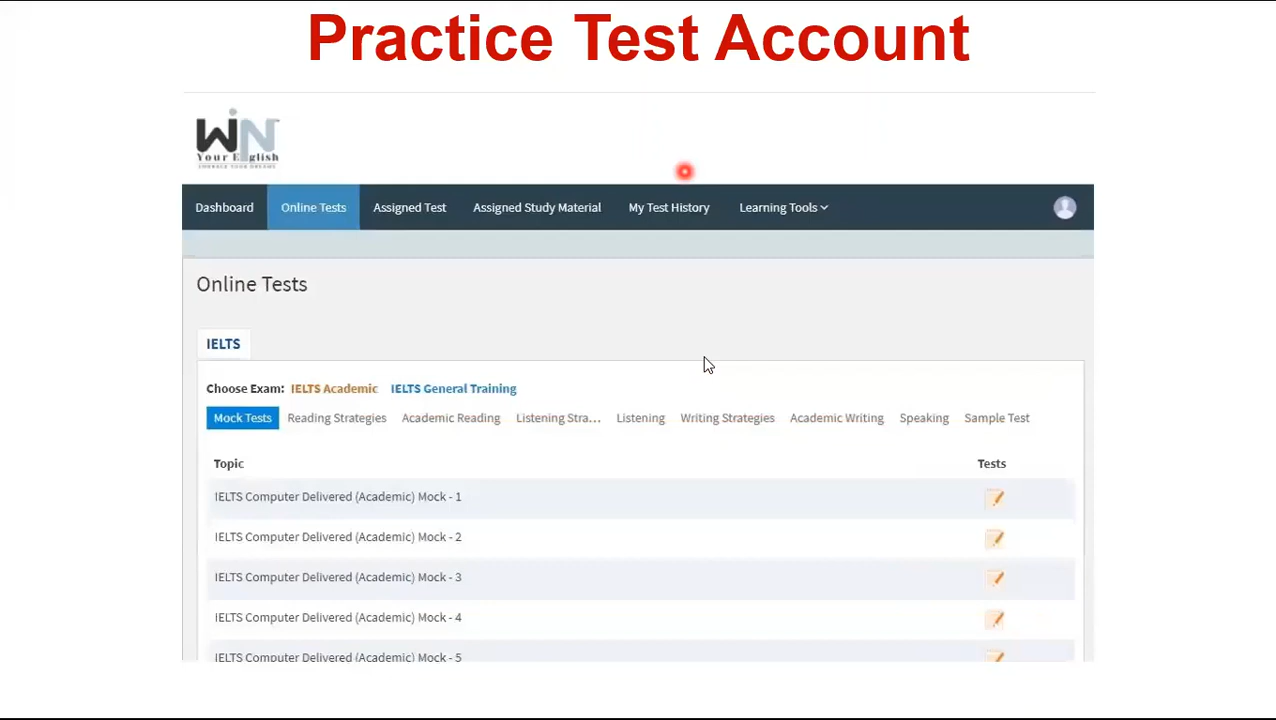 Practice Test Account
WiN
Your English
EMBRACE YOUR DREAMS
Dashboard Online Tests Assigned Test Assigned Study Material My Test History Learning Tools
Online Tests
IELTS
Choose Exam: IELTS Academic IELTS General Training
Mock Tests Reading Strategies Academic Reading Listening Stra... Listening Writing Strategies Academic Writing Speaking Sample Test
Topic Tests
IELTS Computer Delivered (Academic) Mock - 1
IELTS Computer Delivered (Academic) Mock - 2
IELTS Computer Delivered (Academic) Mock - 3
IELTS Computer Delivered (Academic) Mock - 4
IELTS Computer Delivered (Academic) Mock - 5